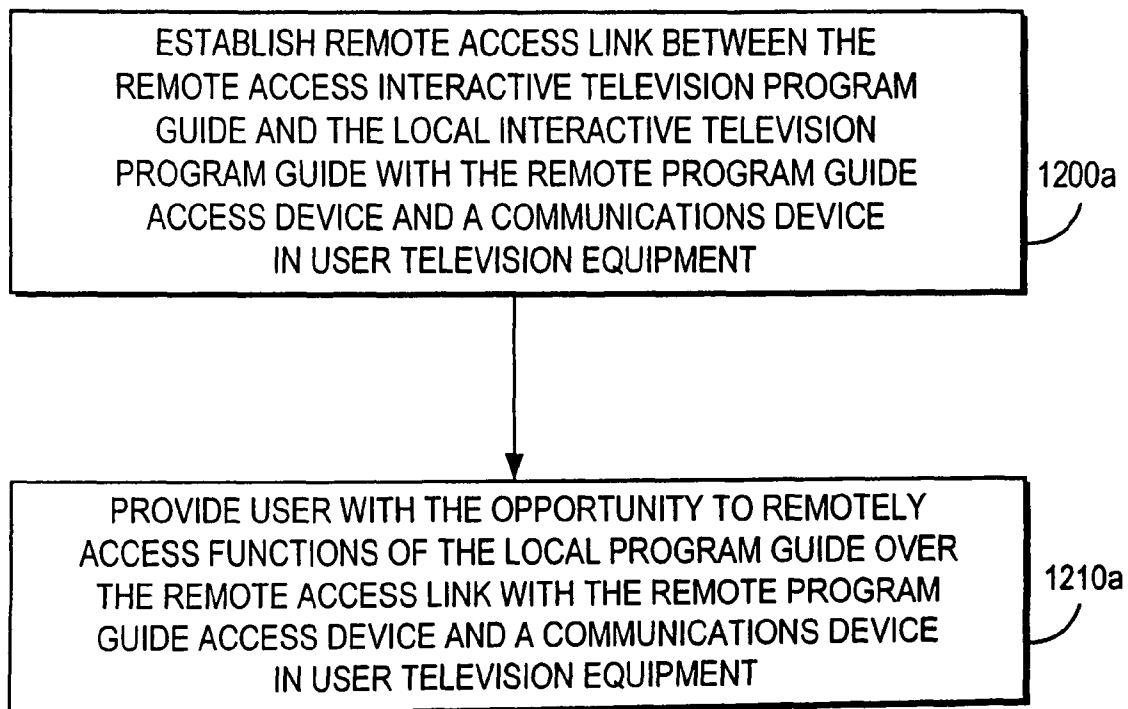 ESTABLISH REMOTE ACCESS LINK BETWEEN THE
REMOTE ACCESS INTERACTIVE TELEVISION PROGRAM
GUIDE AND THE LOCAL INTERACTIVE TELEVISION
PROGRAM GUIDE WITH THE REMOTE PROGRAM GUIDE
ACCESS DEVICE AND A COMMUNICATIONS DEVICE
IN USER TELEVISION EQUIPMENT
1200a
PROVIDE USER WITH THE OPPORTUNITY TO REMOTELY
ACCESS FUNCTIONS OF THE LOCAL PROGRAM GUIDE OVER
THE REMOTE ACCESS LINK WITH THE REMOTE PROGRAM
GUIDE ACCESS DEVICE AND A COMMUNICATIONS DEVICE
IN USER TELEVISION EQUIPMENT
1210a